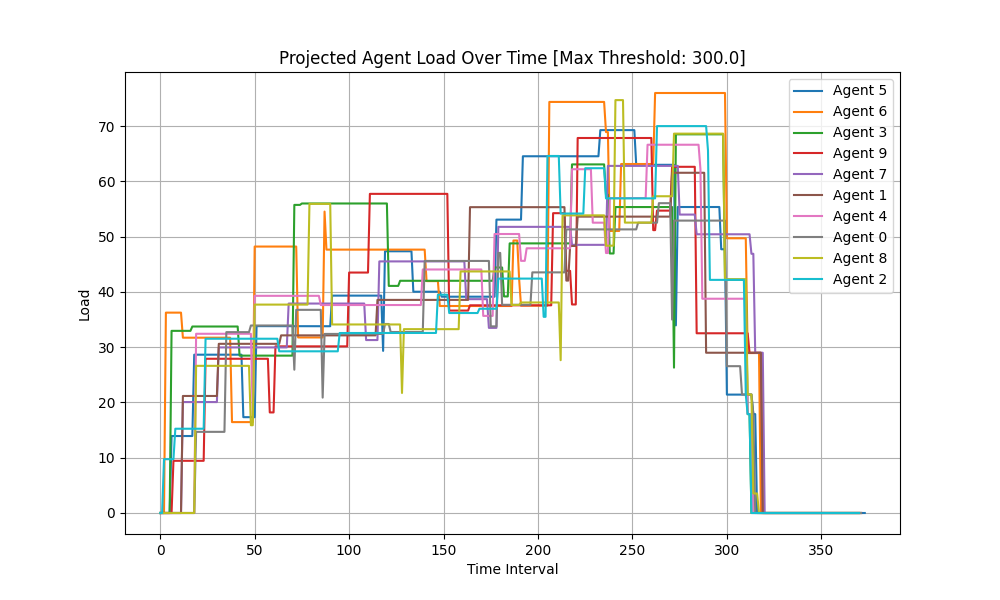 Projected Agent Load Over Time [Max Threshold: 300.0]
Load
70
60
50
40
30
20
10
0
0 50 100 150 200 250 300 350
Time Interval
Agent 5
Agent 6
Agent 3
Agent 9
Agent 7
Agent 1
Agent 4
Agent 0
Agent 8
Agent 2